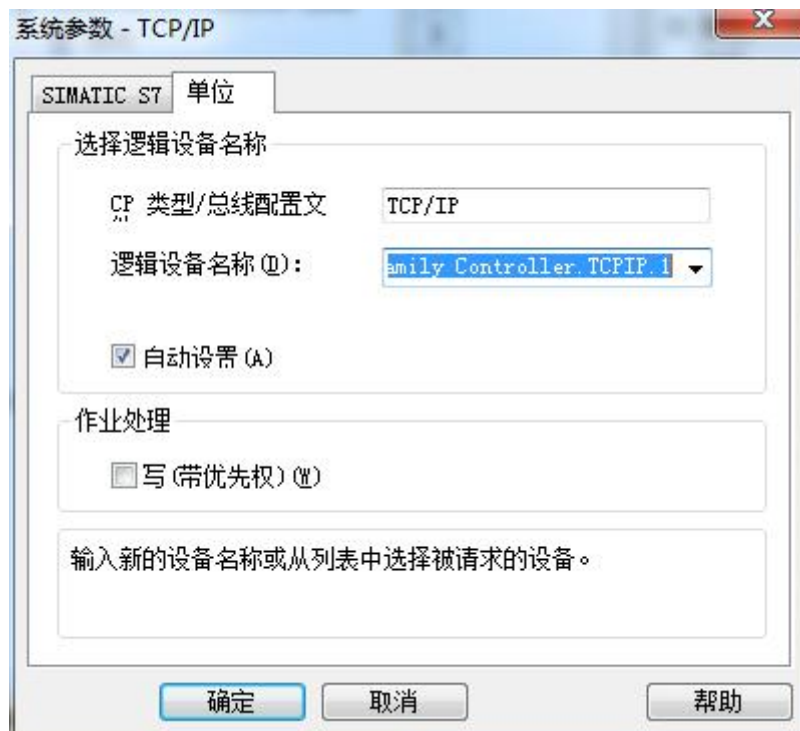 系统参数 - TCP/IP
SIMATIC S7
单位
选择逻辑设备名称
CP 类型/总线配置文
TCP/IP
逻辑设备名称(D):
amily Controller.TCPIP.1
自动设置(A)
作业处理
写(带优先权)(W)
输入新的设备名称或从列表中选择被请求的设备。
确定
取消
帮助